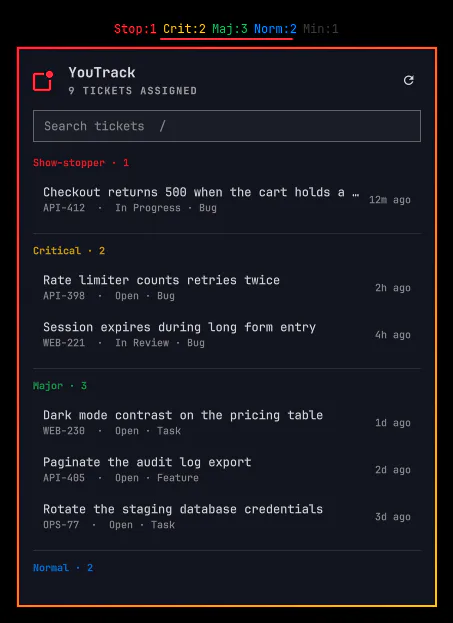 Stop:1 Crit:2 Maj:3 Norm:2 Min:1
YouTrack
9 TICKETS ASSIGNED
Search tickets /
Show-stopper · 1
Checkout returns 500 when the cart holds a …
12m ago
API-412 · In Progress · Bug
Critical · 2
Rate limiter counts retries twice
2h ago
API-398 · Open · Bug
Session expires during long form entry
4h ago
WEB-221 · In Review · Bug
Major · 3
Dark mode contrast on the pricing table
1d ago
WEB-230 · Open · Task
Paginate the audit log export
2d ago
API-405 · Open · Feature
Rotate the staging database credentials
3d ago
OPS-77 · Open · Task
Normal · 2